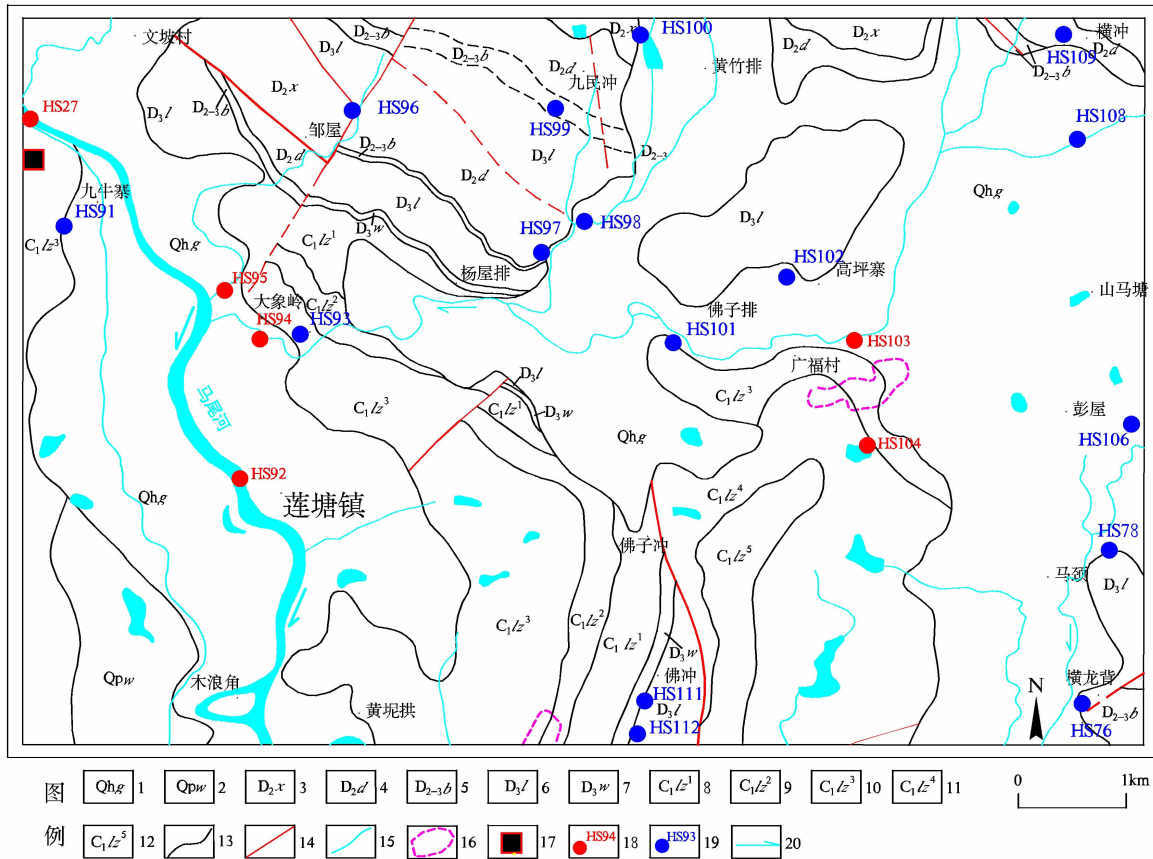 文坡村 D₂₋₃b D₃l D₂₋₃b D₂x HS100 D₂d D₂x 横冲
HS109 D₂d D₂₋₃b
D₂d 九民冲 黄竹排
D₃l D₂₋₃b D₂x HS96 HS99 HS108
HS27 邹屋 D₂₋₃b D₃l D₂₋₃
D₂d D₂d Qhg
九牛寨 D₃l D₃l
HS91 HS98
C₁lz³ Qhg C₁lz¹ D₃w HS97
HS95 杨屋排 HS102 高坪寨
大象岭 C₁lz² 佛子排 山马塘
HS94 HS93 HS101 HS103
马尾河 广福村
C₁lz³ C₁lz¹ D₃l D₃w C₁lz³
Qhg 彭屋
HS106
HS104
HS92
Qhg 莲塘镇 C₁lz⁴
佛子冲 C₁lz⁵ HS78
马颈 D₃l
C₁lz³ C₁lz² C₁lz¹ D₃w
Qpw 木浪角 佛冲 横龙背
黄坭拱 HS111 D₃l N D₂₋₃b
HS112 HS76
图 Qhg 1 Qpw 2 D₂x 3 D₂d 4 D₂₋₃b 5 D₃l 6 D₃w 7 C₁lz¹ 8 C₁lz² 9 C₁lz³ 10 C₁lz⁴ 11 0 1km
例 C₁lz⁵ 12 13 14 15 16 17 HS94 18 HS93 19 20